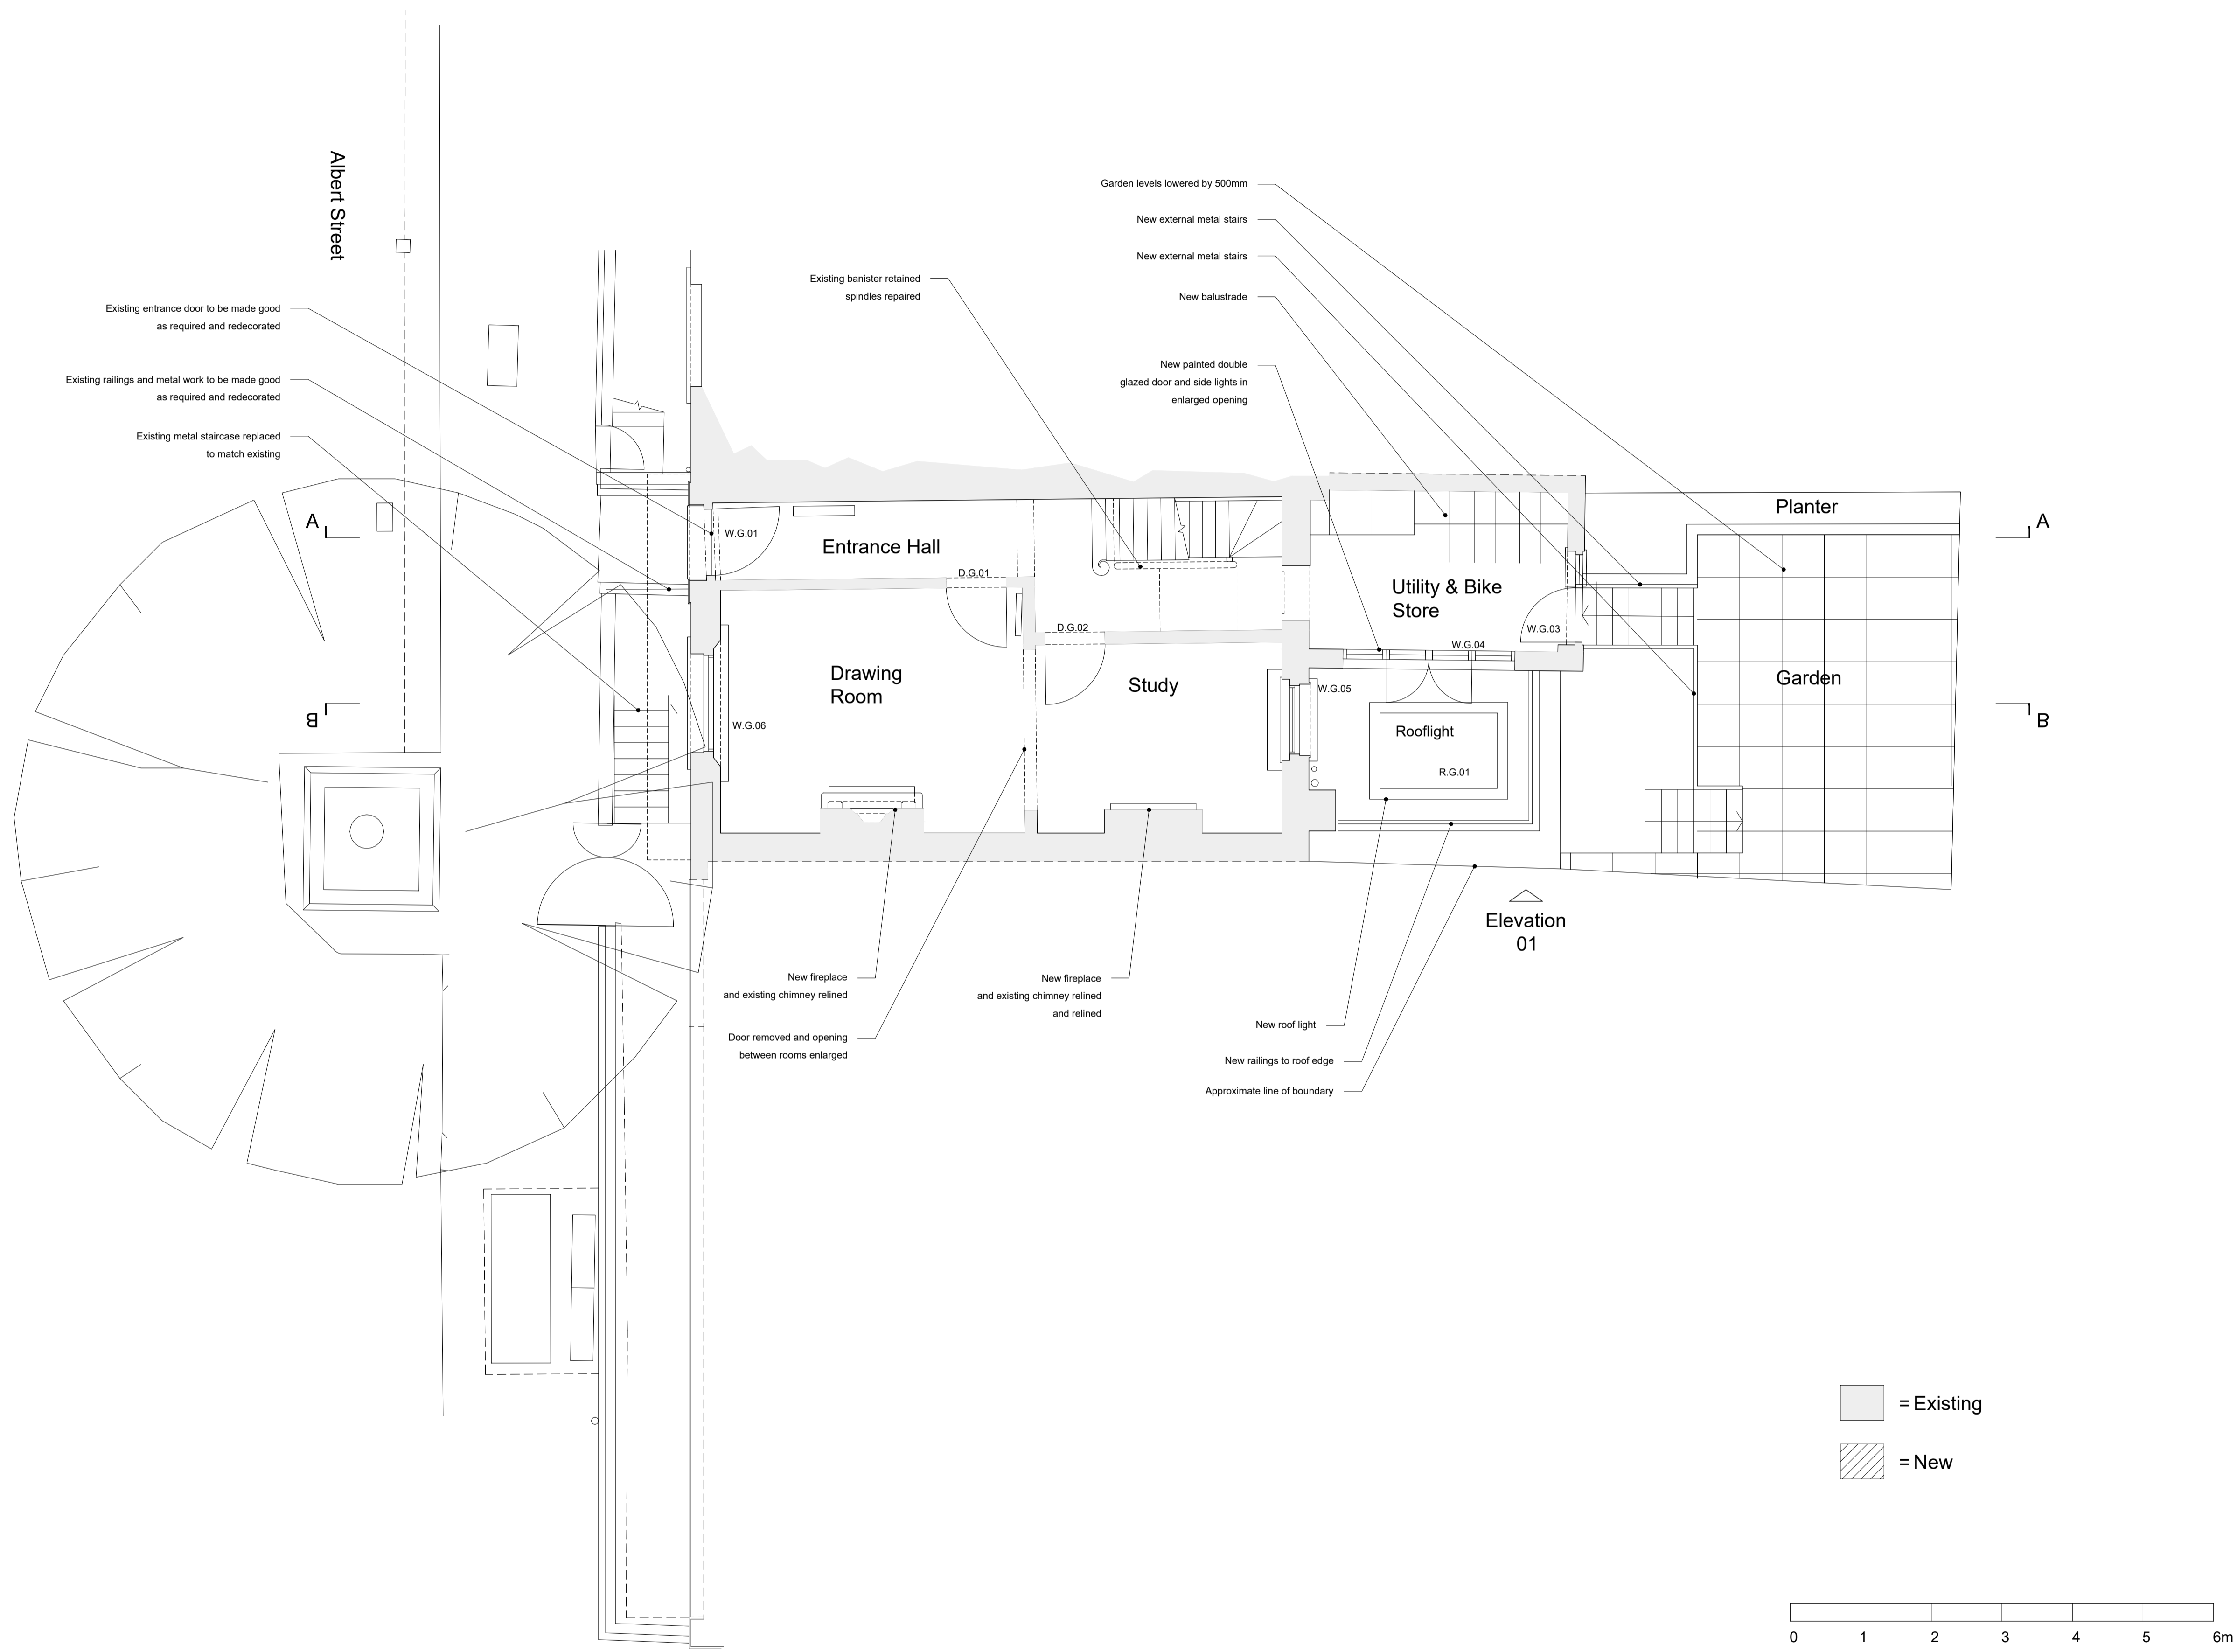 Albert Street
Garden levels lowered by 500mm
New external metal stairs
New external metal stairs
New balustrade
New painted double
glazed door and side lights in
enlarged opening
Existing banister retained
spindles repaired
Existing entrance door to be made good
as required and redecorated
Existing railings and metal work to be made good
as required and redecorated
Existing metal staircase replaced
to match existing
A
A
B
B
W.G.01
Entrance Hall
D.G.01
D.G.02
Drawing
Room
W.G.06
Study
Utility & Bike
Store
W.G.03
W.G.04
W.G.05
Rooflight
R.G.01
Planter
Garden
Elevation
01
New fireplace
and existing chimney relined
Door removed and opening
between rooms enlarged
New fireplace
and existing chimney relined
and relined
New roof light
New railings to roof edge
Approximate line of boundary
= Existing
= New
0 1 2 3 4 5 6m